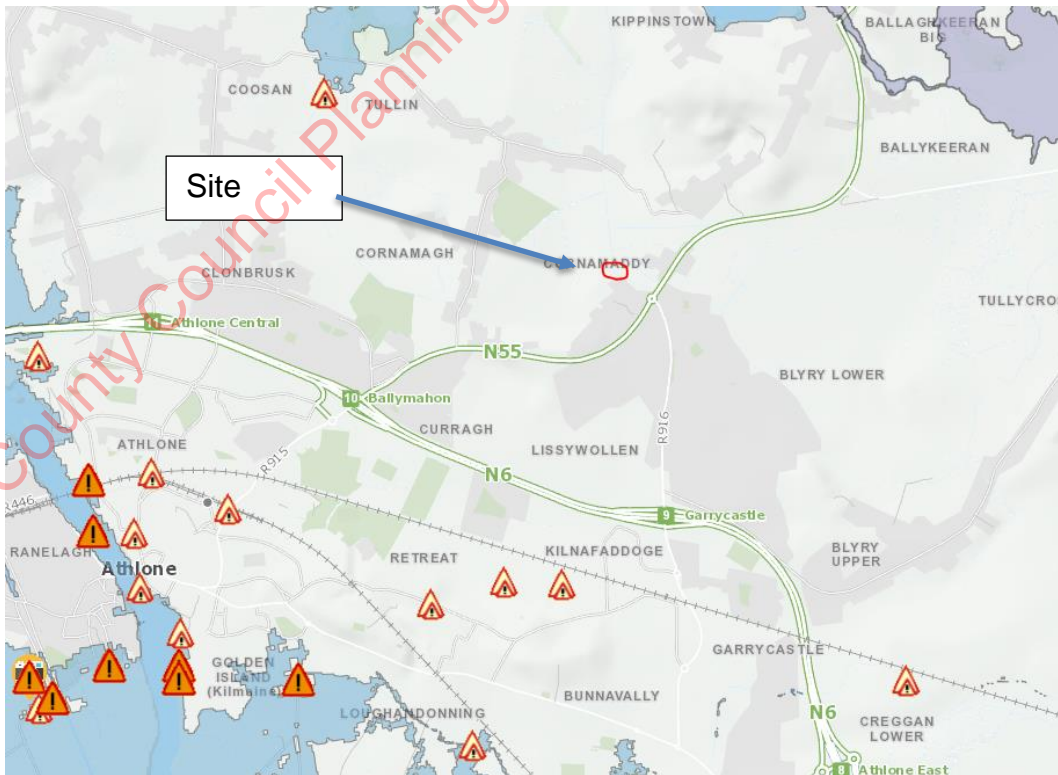 KIPPINSTOWN
BALLAGHKEERAN
BIG
COOSAN
TULLIN
BALLYKEERAN
Site
County Council Planning
CORNAMAGH
CORNAMADDY
CLONBRUSK
TULLYCRO
11 Athlone Central
N55
BLYRY LOWER
10 Ballymahon
CURRAGH
R916
LISSYWOLLEN
ATHLONE
R915
N6
R446
9 Garrycastle
RANELAGH
RETREAT
KILNAFADDOGE
BLYRY
UPPER
Athlone
GARRYCASTLE
GOLDEN
ISLAND
(Kilmaine)
BUNNAVALLY
LOUGHANDONNING
N6
CREGGAN
LOWER
8 Athlone East